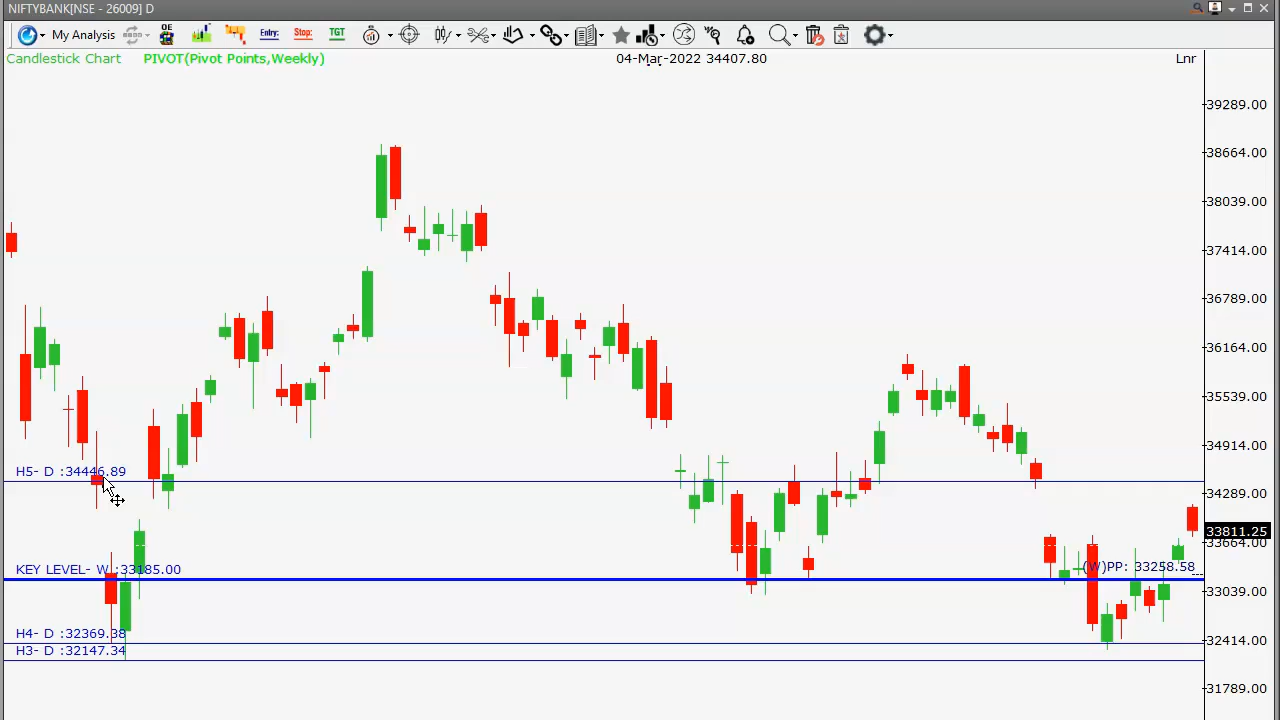 NIFTYBANK[NSE - 26009] D
My Analysis
OE
Entry:
Stop:
TGT
Candlestick Chart PIVOT(Pivot Points,Weekly) 04-Mar-2022 34407.80 Lnr
39289.00
38664.00
38039.00
37414.00
36789.00
36164.00
35539.00
34914.00
H5- D :34446.89
34289.00
33811.25
33664.00
KEY LEVEL- W :33185.00
(W)PP: 33258.58
33039.00
H4- D :32369.38
32414.00
H3- D :32147.34
31789.00